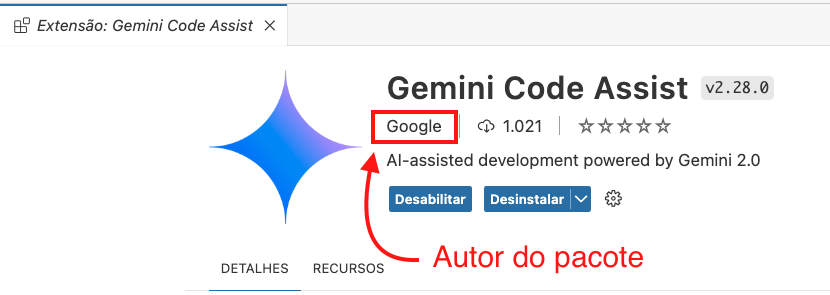 Extensão: Gemini Code Assist
Gemini Code Assist v2.28.0
Google 1.021
AI-assisted development powered by Gemini 2.0
Desabilitar Desinstalar
Autor do pacote
DETALHES RECURSOS